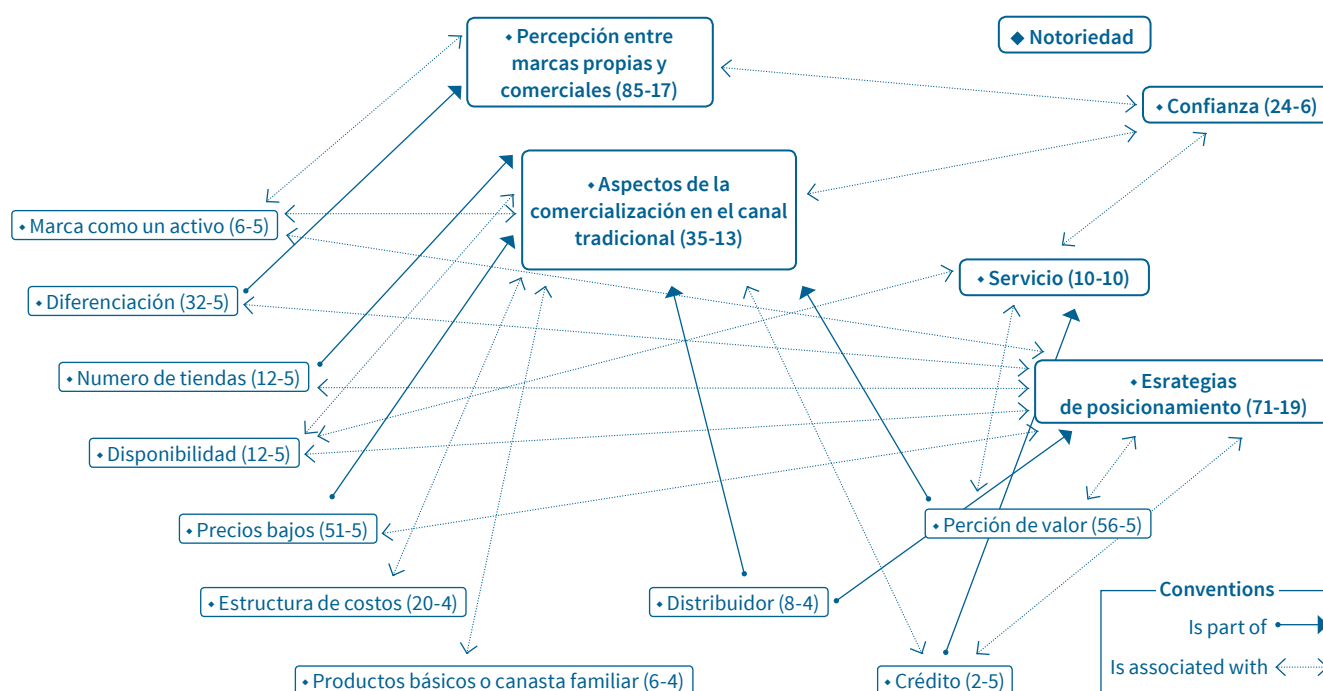 ⬥ Percepción entre
marcas propias y
comerciales (85-17)
◆ Notoriedad
⬥ Confianza (24-6)
⬥ Aspectos de la
comercialización en el canal
tradicional (35-13)
⬥ Marca como un activo (6-5)
⬥ Servicio (10-10)
⬥ Diferenciación (32-5)
⬥ Numero de tiendas (12-5)
⬥ Esrategias
de posicionamiento (71-19)
⬥ Disponibilidad (12-5)
⬥ Precios bajos (51-5)
⬥ Perción de valor (56-5)
⬥ Estructura de costos (20-4)
⬥ Distribuidor (8-4)
Conventions
Is part of
Is associated with
⬥ Productos básicos o canasta familiar (6-4)
⬥ Crédito (2-5)